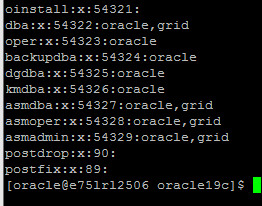 oinstall:x:54321:
dba:x:54322:oracle,grid
oper:x:54323:oracle
backupdba:x:54324:oracle
dgdba:x:54325:oracle
kmdba:x:54326:oracle
asmdba:x:54327:oracle,grid
asmoper:x:54328:oracle,grid
asmadmin:x:54329:oracle,grid
postdrop:x:90:
postfix:x:89:
[oracle@e75lrl2506 oracle19c]$